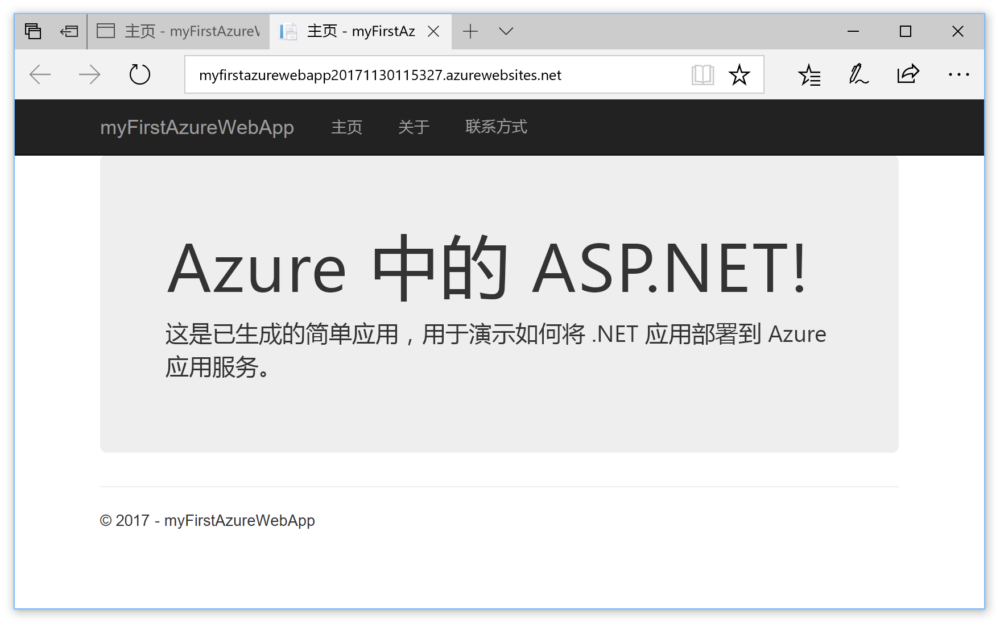 主页 - myFirstAzureW
主页 - myFirstAz
myfirstazurewebapp20171130115327.azurewebsites.net
myFirstAzureWebApp 主页 关于 联系方式
Azure 中的 ASP.NET!
这是已生成的简单应用，用于演示如何将 .NET 应用部署到 Azure
应用服务。
© 2017 - myFirstAzureWebApp